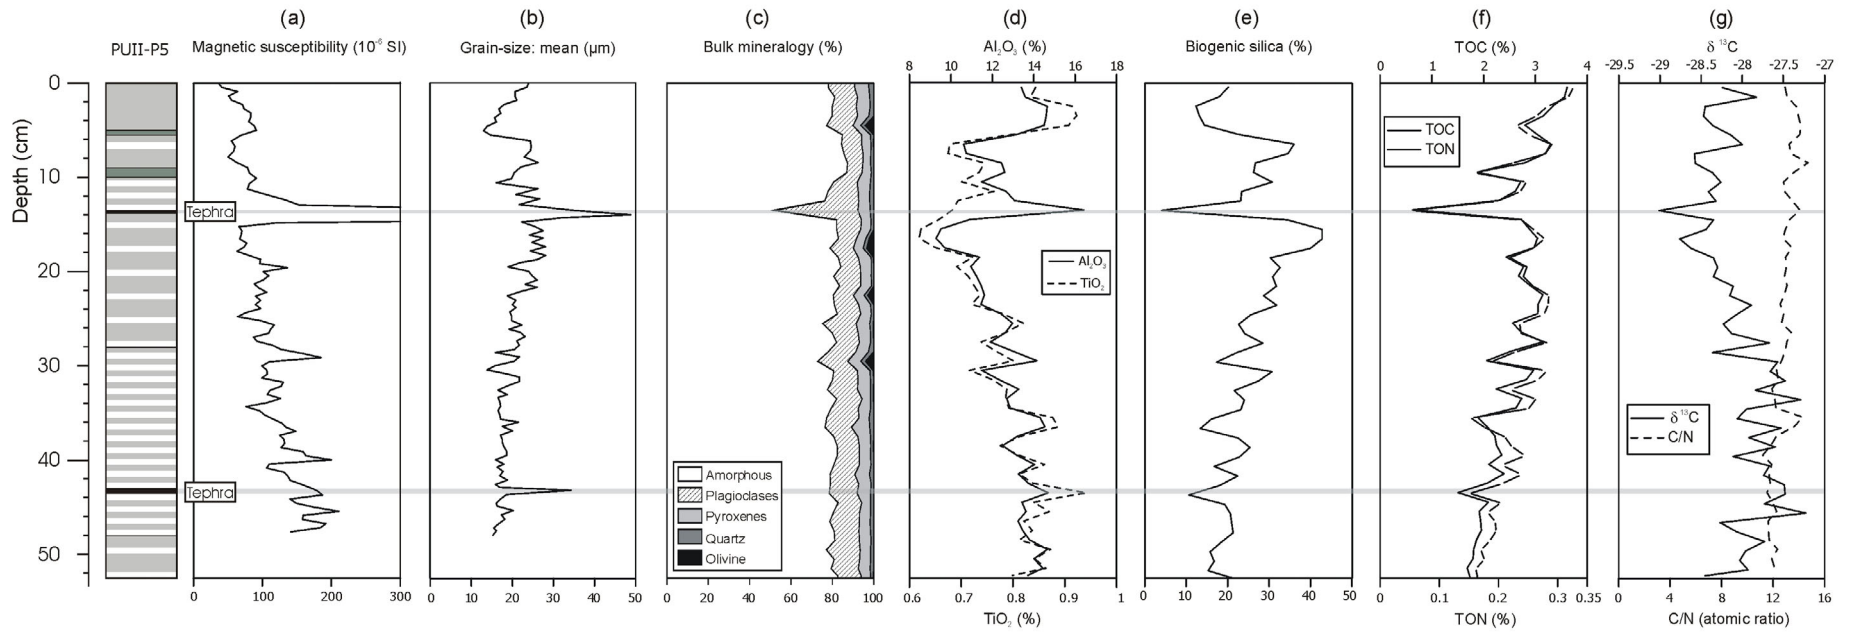 (a) (b) (c) (d) (e) (f) (g)
PUII-P5 Magnetic susceptibility (10⁻⁶ SI) Grain-size: mean (µm) Bulk mineralogy (%) Al₂O₃ (%) Biogenic silica (%) TOC (%) δ ¹³C
8 10 12 14 16 18 0 1 2 3 4 -29.5 -29 -28.5 -28 -27.5 -27
Depth (cm)
0
10
20
30
40
50
Tephra
Tephra
TOC
TON
Al₂O₃
TiO₂
δ ¹³C
C/N
Amorphous
Plagiodases
Pyroxenes
Quartz
Olivine
0 100 200 300 0 10 20 30 40 50 0 20 40 60 80 100 0.6 0.7 0.8 0.9 1 0 10 20 30 40 50 0 0.1 0.2 0.3 0.35 0 4 8 12 16
TiO₂ (%) TON (%) C/N (atomic ratio)